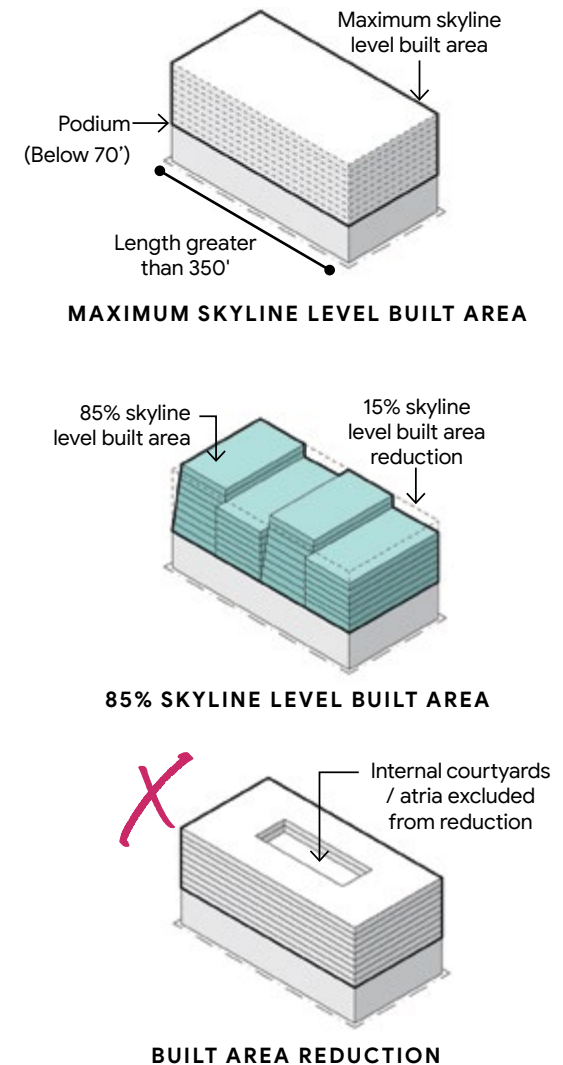 Maximum skyline
level built area
Podium
(Below 70’)
Length greater
than 350'
MAXIMUM SKYLINE LEVEL BUILT AREA
85% skyline
level built area
15% skyline
level built area
reduction
85% SKYLINE LEVEL BUILT AREA
Internal courtyards
/ atria excluded
from reduction
BUILT AREA REDUCTION